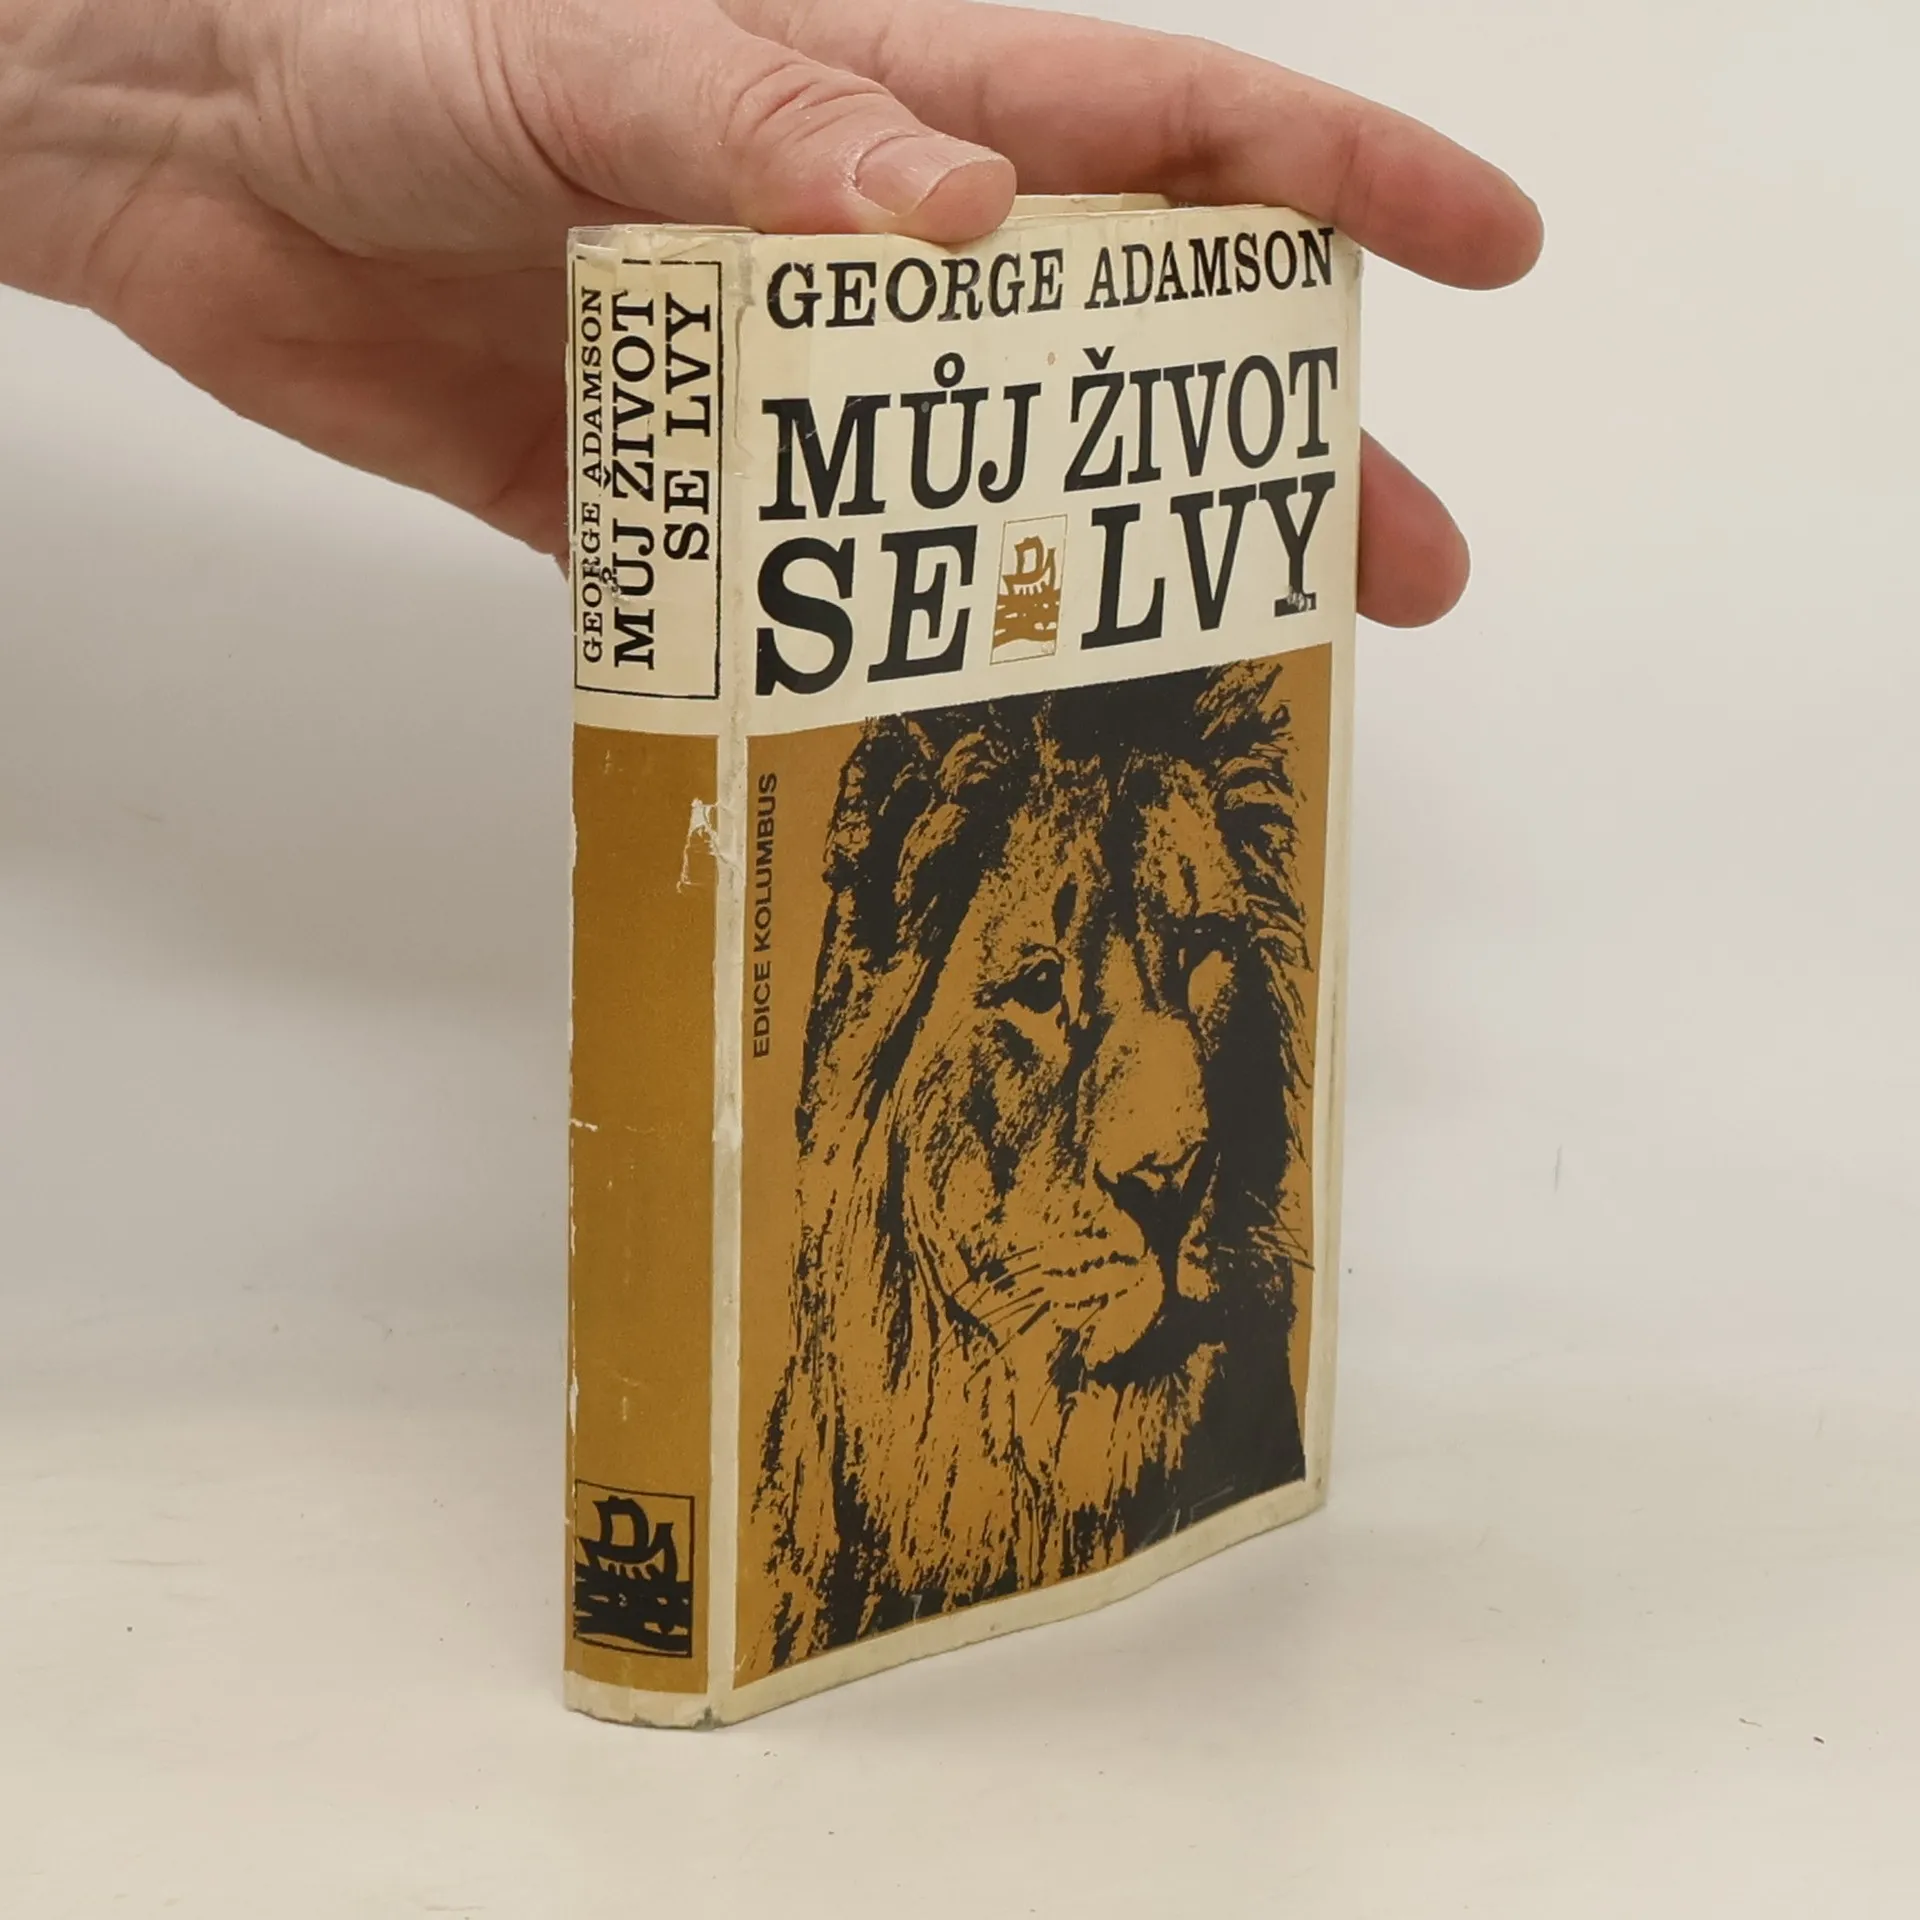 GEORGE ADAMSON
MŮJ ŽIVOT
SE LVY
GEORGE ADAMSON
MŮJ ŽIVOT
SE LVY
EDICE KOLUMBUS